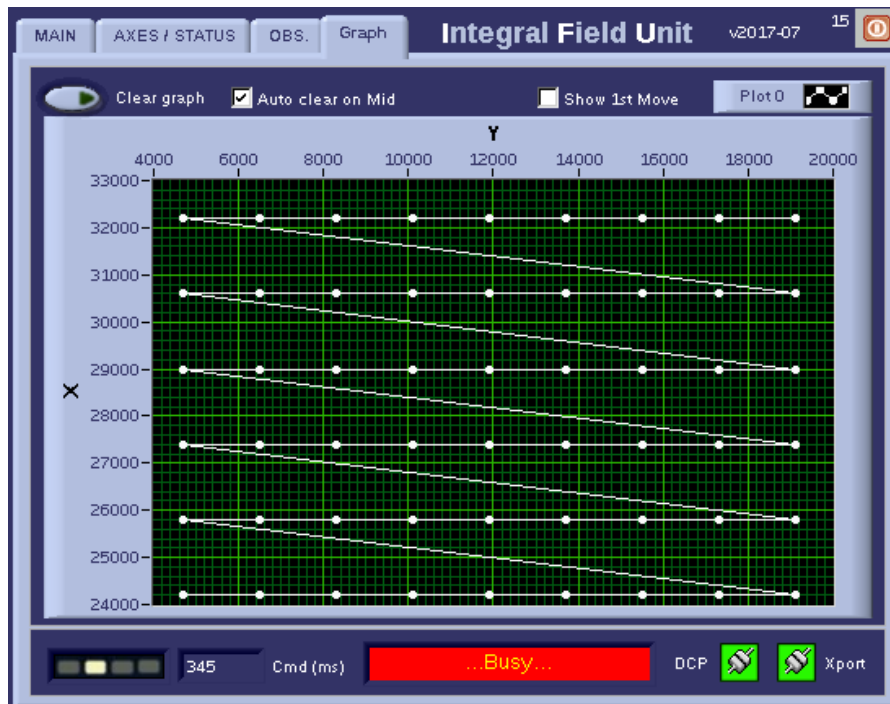 MAIN AXES / STATUS OBS. Graph Integral Field Unit v2017-07 15
Clear graph Auto clear on Mid Show 1st Move Plot 0
Y
4000 6000 8000 10000 12000 14000 16000 18000 20000
33000
32000
31000
30000
29000
X
28000
27000
26000
25000
24000
345 Cmd (ms) ...Busy... DCP Xport